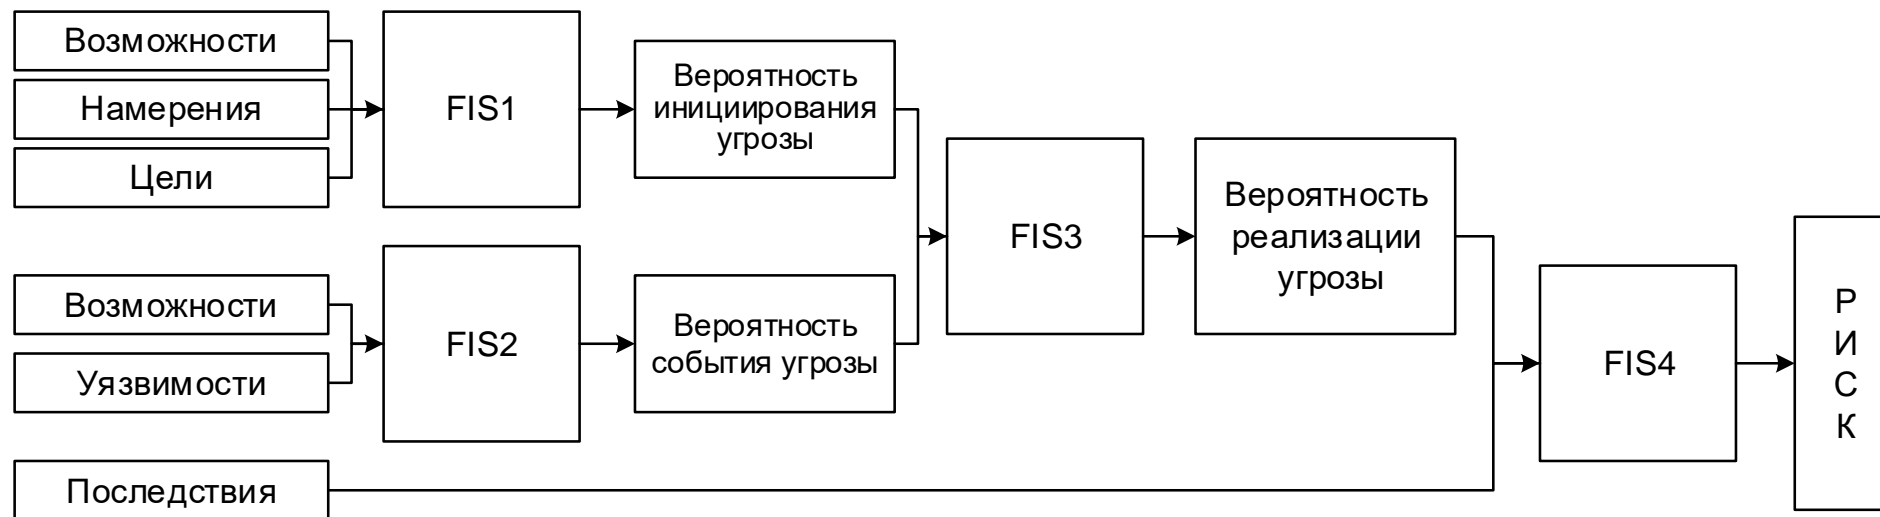 Возможности
Намерения
Цели
FIS1
Вероятность
инициирования
угрозы
Возможности
Уязвимости
FIS2
Вероятность
события угрозы
FIS3
Вероятность
реализации
угрозы
Последствия
FIS4
Р
И
С
К